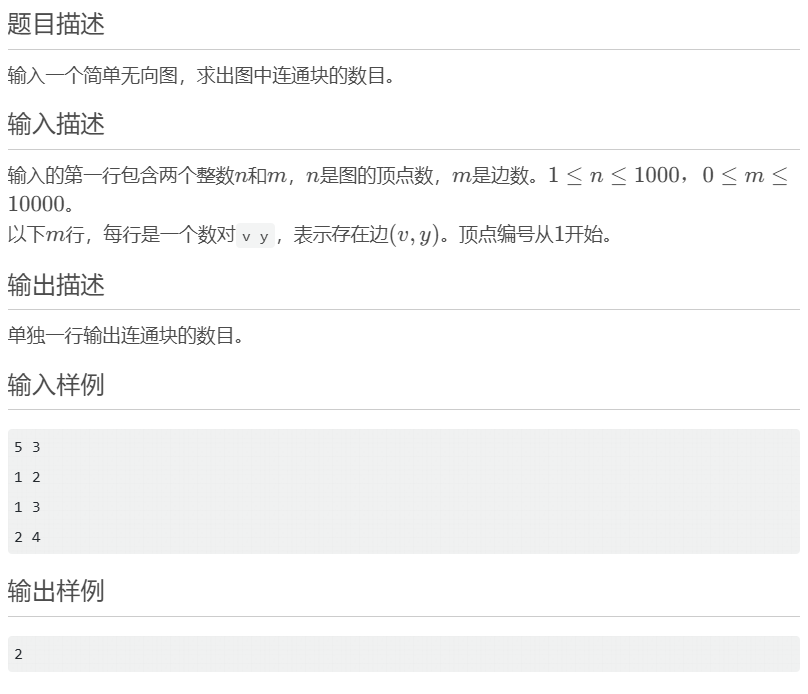 题目描述
输入一个简单无向图，求出图中连通块的数目。
输入描述
输入的第一行包含两个整数n和m，n是图的顶点数，m是边数。1 ≤ n ≤ 1000，0 ≤ m ≤
10000。
以下m行，每行是一个数对 v y ，表示存在边(v, y)。顶点编号从1开始。
输出描述
单独一行输出连通块的数目。
输入样例
5 3
1 2
1 3
2 4
输出样例
2